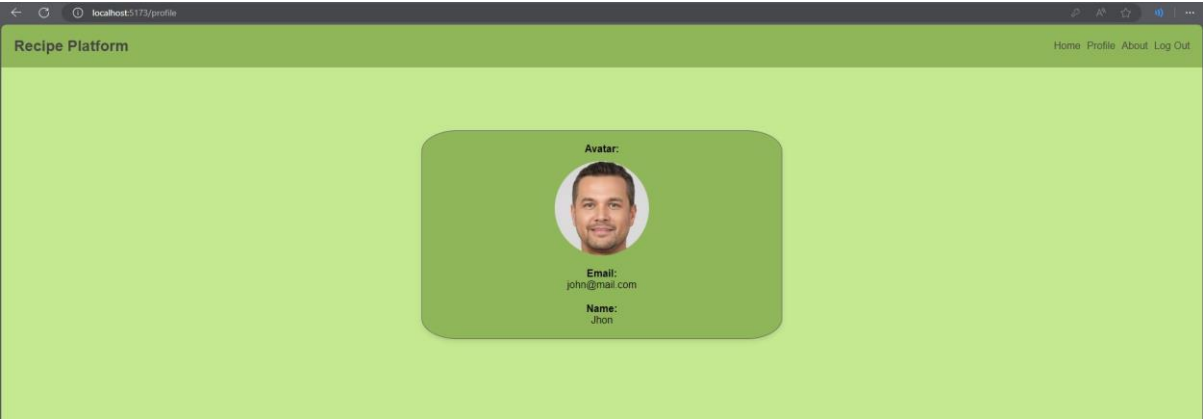 localhost:5173/profile
Recipe Platform
Home Profile About Log Out
Avatar:
Email:
john@mail.com
Name:
Jhon